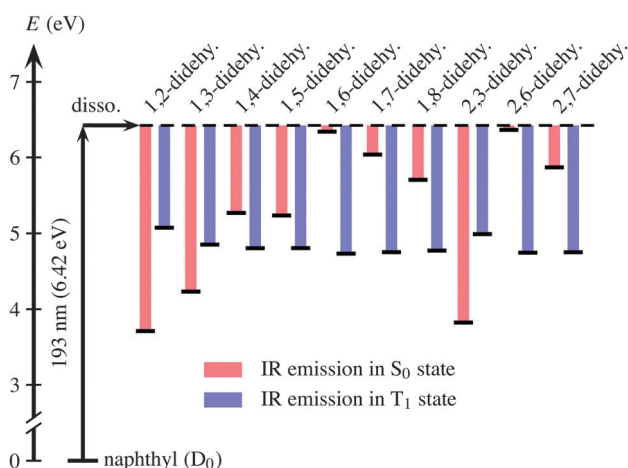 E (eV)
7
6
5
4
3
0
disso.
193 nm (6.42 eV)
naphthyl (D₀)
1,2-didehy.
1,3-didehy.
1,4-didehy.
1,5-didehy.
1,6-didehy.
1,7-didehy.
1,8-didehy.
2,3-didehy.
2,6-didehy.
2,7-didehy.
IR emission in S₀ state
IR emission in T₁ state